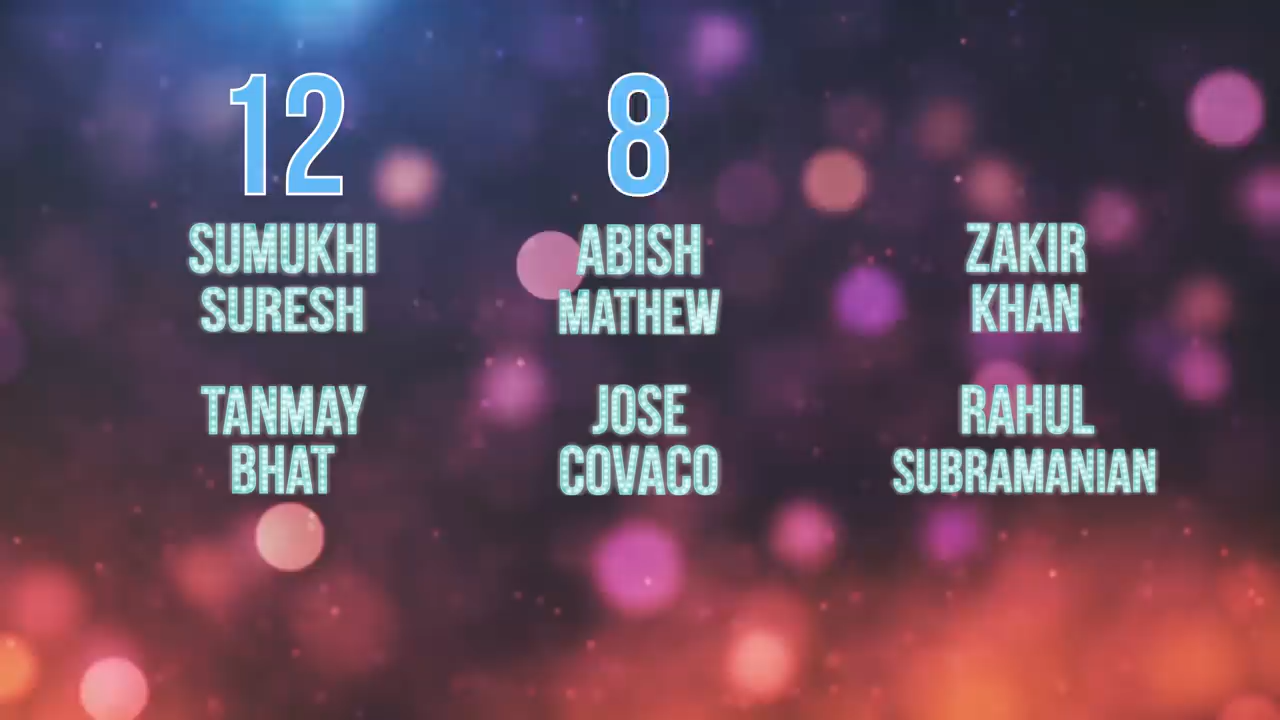 12
SUMUKHI
SURESH
TANMAY
BHAT
8
ABISH
MATHEW
JOSE
COVACO
ZAKIR
KHAN
RAHUL
SUBRAMANIAN